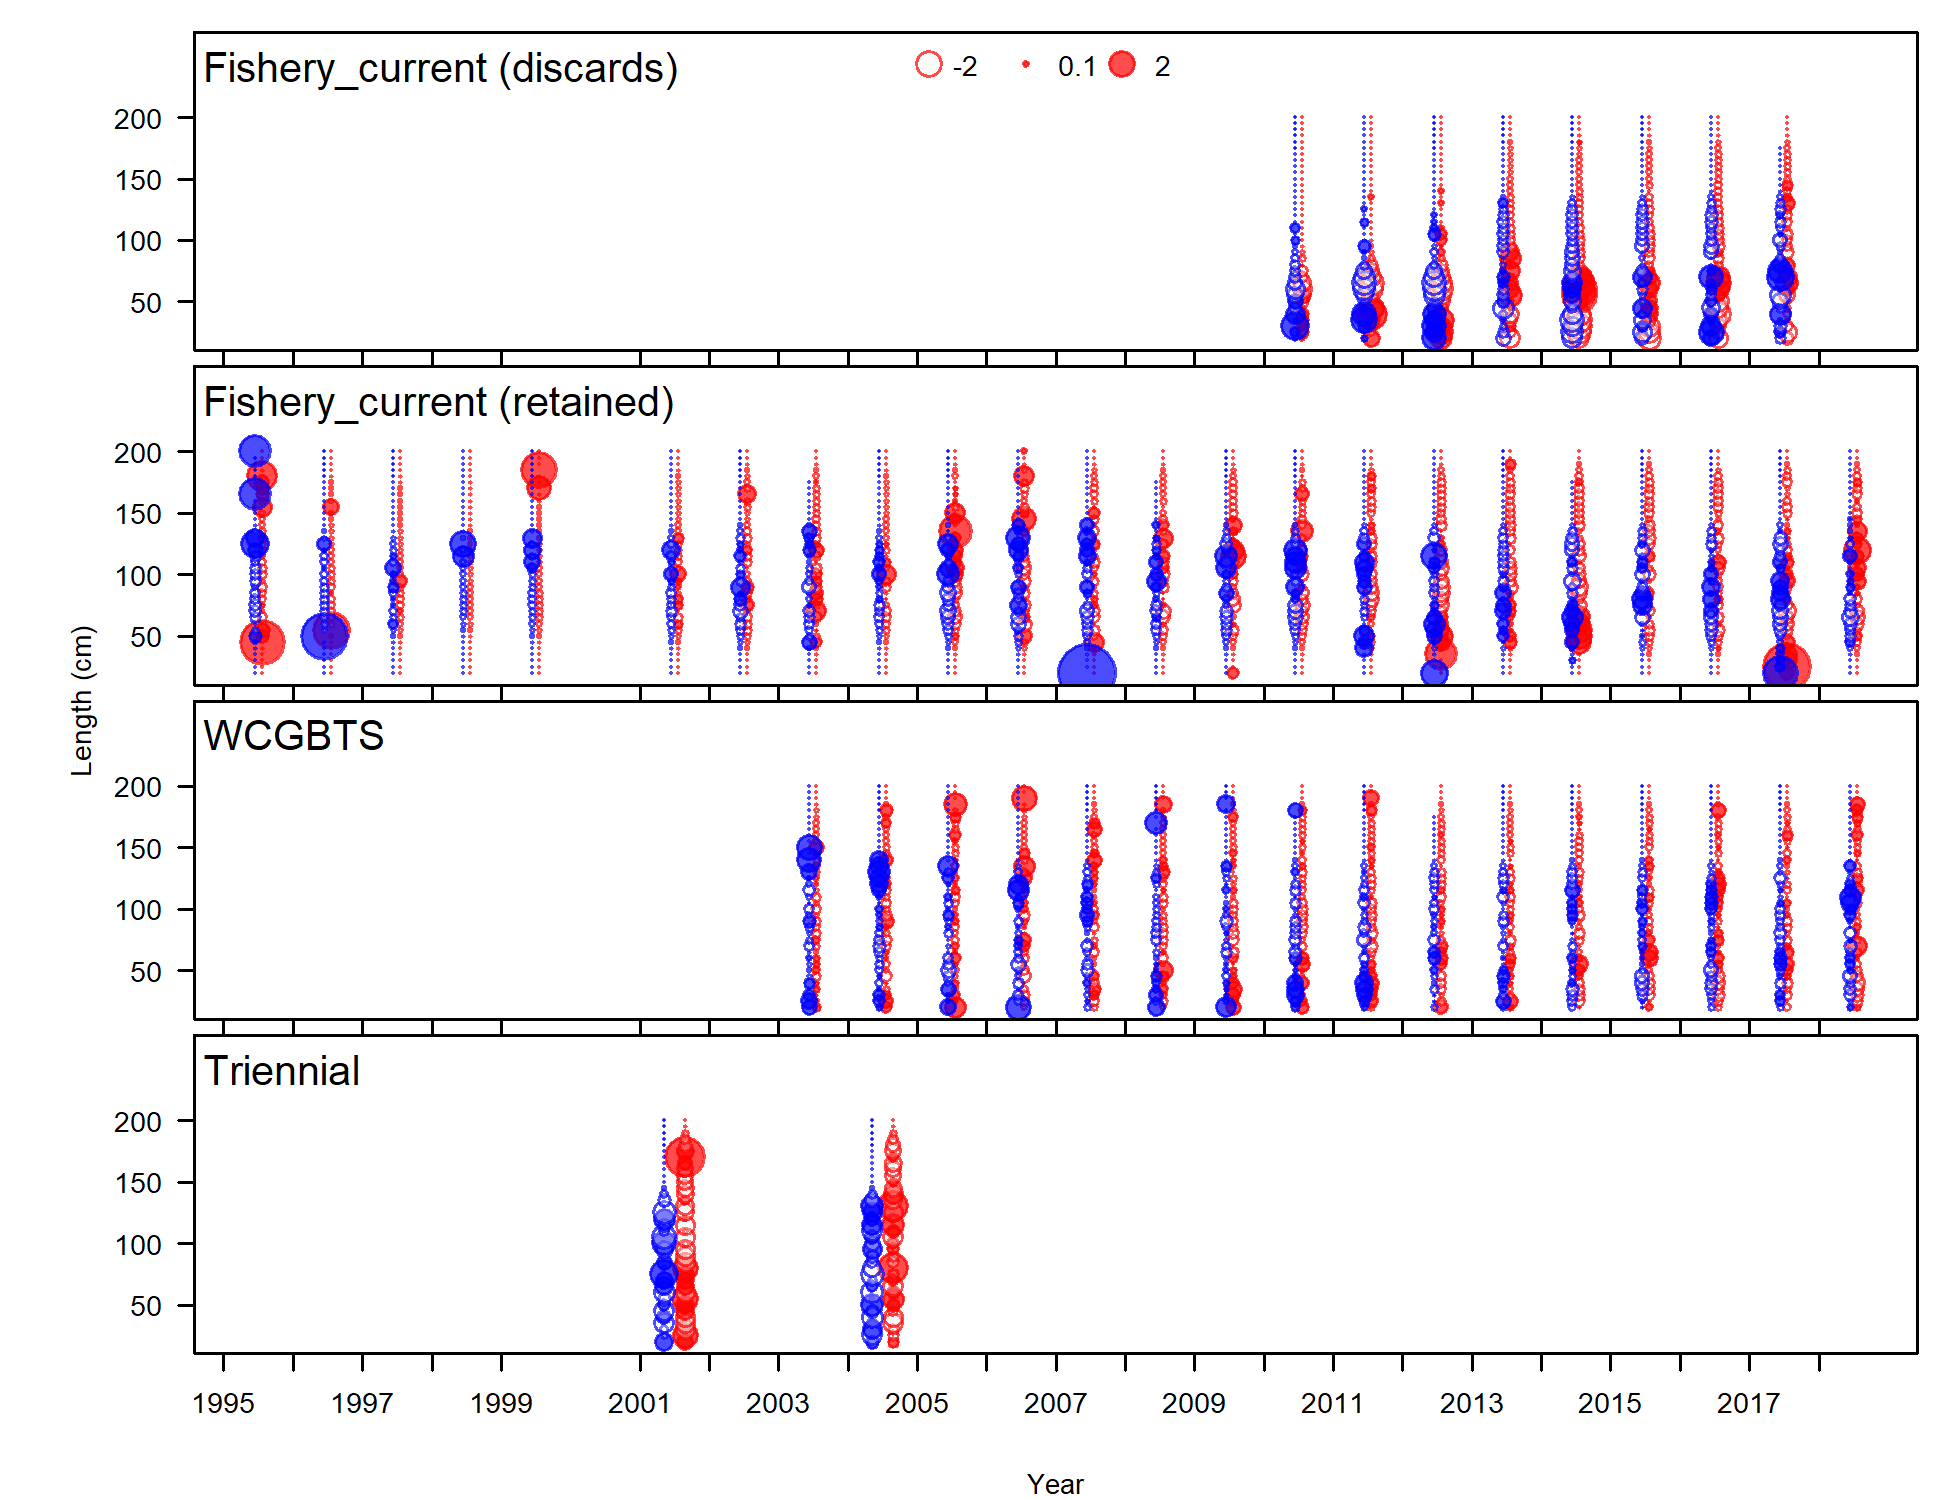 Fishery_current (discards)
-2 0.1 2
200
150
100
50
Fishery_current (retained)
200
150
100
50
Length (cm)
WCGBTS
200
150
100
50
Triennial
200
150
100
50
1995 1997 1999 2001 2003 2005 2007 2009 2011 2013 2015 2017
Year